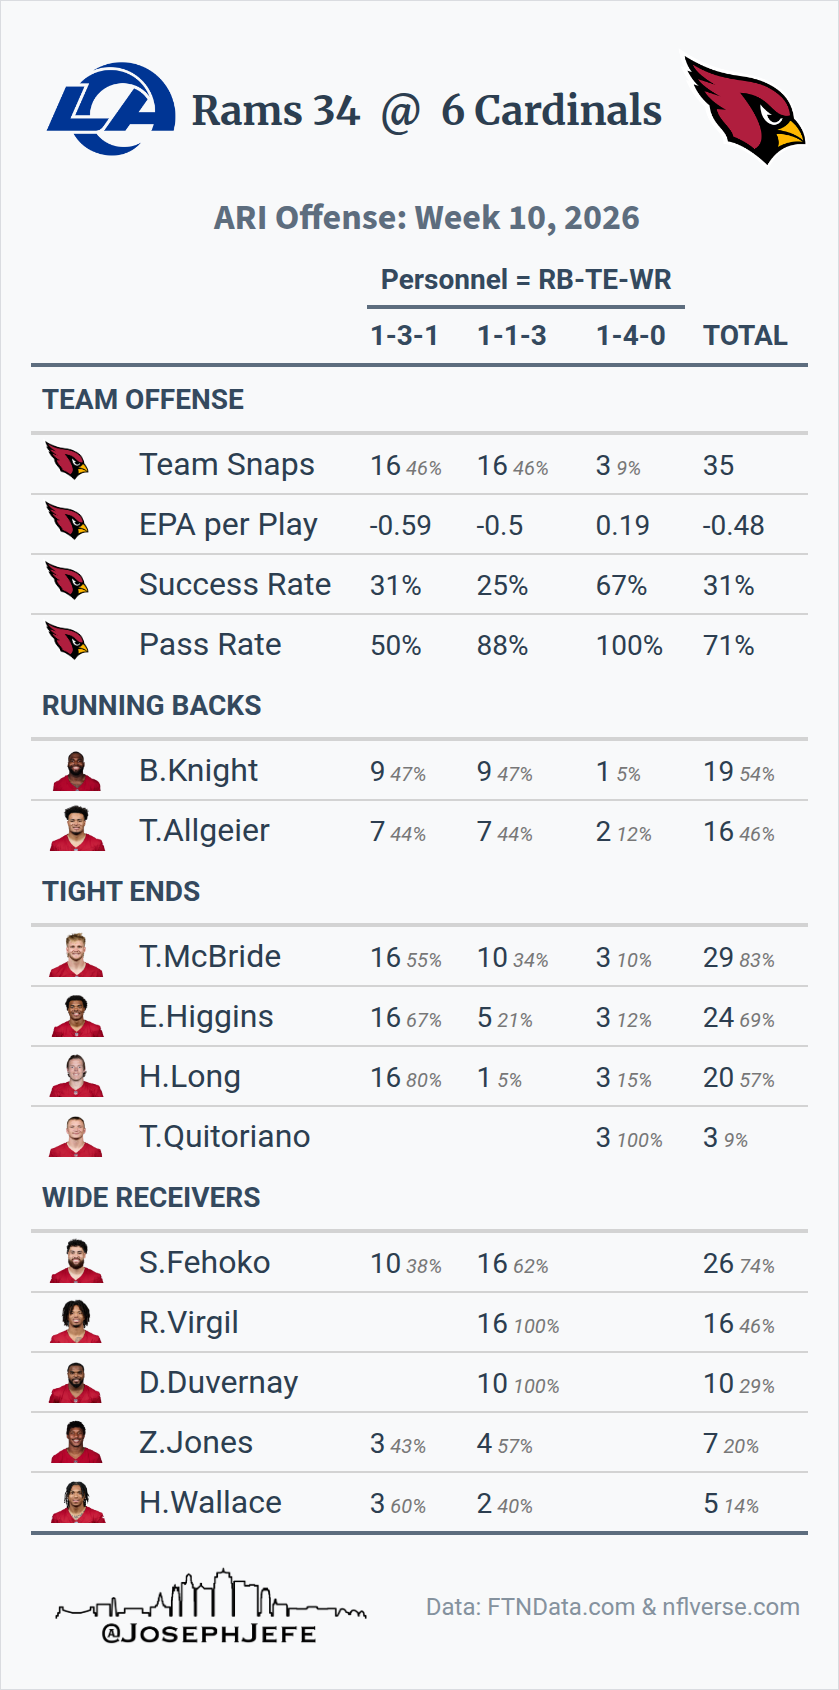 LA
Rams 34 @ 6 Cardinals
ARI Offense: Week 10, 2026
Personnel = RB-TE-WR
1-3-1 1-1-3 1-4-0 TOTAL
TEAM OFFENSE
Team Snaps 16 46% 16 46% 3 9% 35
EPA per Play -0.59 -0.5 0.19 -0.48
Success Rate 31% 25% 67% 31%
Pass Rate 50% 88% 100% 71%
RUNNING BACKS
B.Knight 9 47% 9 47% 1 5% 19 54%
T.Allgeier 7 44% 7 44% 2 12% 16 46%
TIGHT ENDS
T.McBride 16 55% 10 34% 3 10% 29 83%
E.Higgins 16 67% 5 21% 3 12% 24 69%
H.Long 16 80% 1 5% 3 15% 20 57%
T.Quitoriano 3 100% 3 9%
WIDE RECEIVERS
S.Fehoko 10 38% 16 62% 26 74%
R.Virgil 16 100% 16 46%
D.Duvernay 10 100% 10 29%
Z.Jones 3 43% 4 57% 7 20%
H.Wallace 3 60% 2 40% 5 14%
@JosephJefe
Data: FTNData.com & nflverse.com